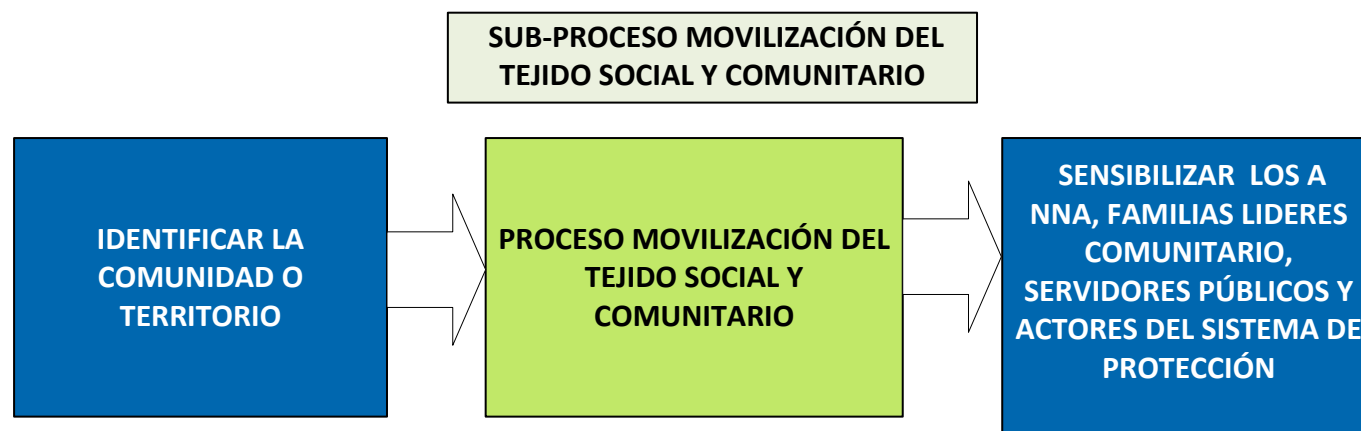 SUB-PROCESO MOVILIZACIÓN DEL
TEJIDO SOCIAL Y COMUNITARIO
IDENTIFICAR LA
COMUNIDAD O
TERRITORIO
PROCESO MOVILIZACIÓN DEL
TEJIDO SOCIAL Y
COMUNITARIO
SENSIBILIZAR LOS A
NNA, FAMILIAS LIDERES
COMUNITARIO,
SERVIDORES PÚBLICOS Y
ACTORES DEL SISTEMA DE
PROTECCIÓN